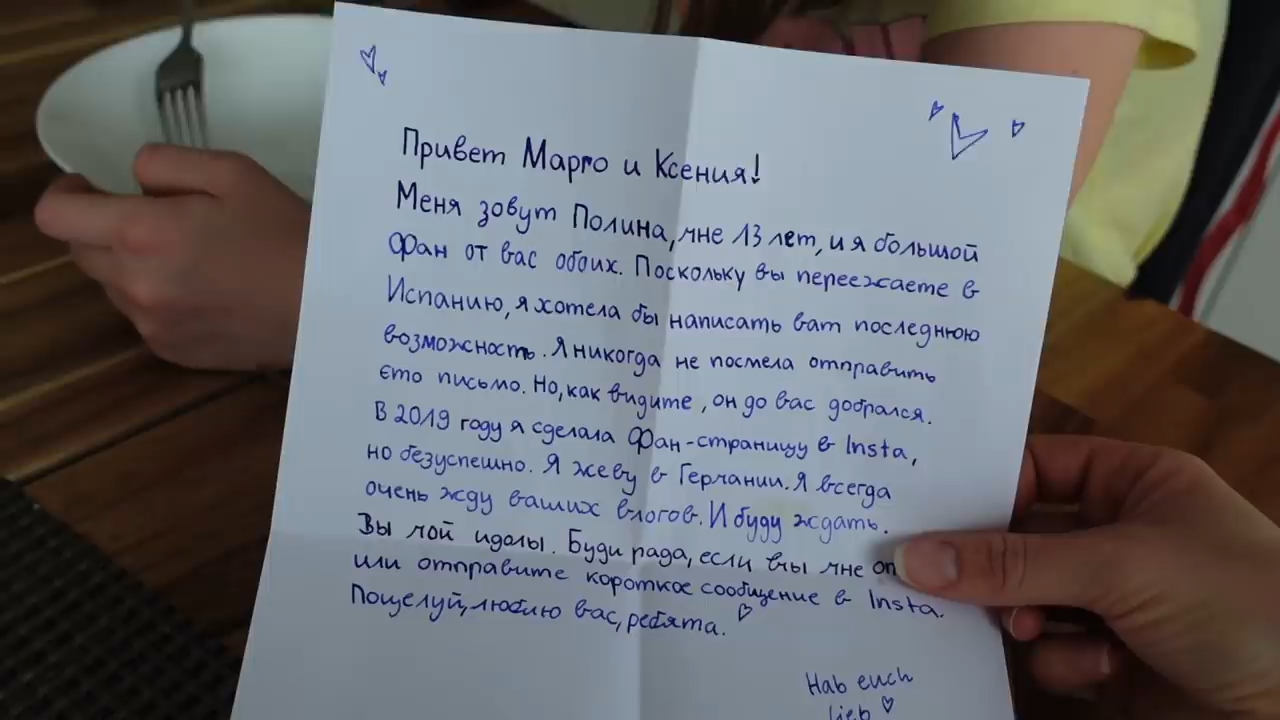 Привет Марго и Ксения!
Меня зовут Полина, мне 13 лет, и я большой
фан от вас обоих. Поскольку вы переезжаете в
Испанию, я хотела бы написать вам последнюю
возможность. Я никогда не посмела отправить
єто письмо. Но, как видите, он до вас добрался.
В 2019 году я сделала фан-страницу в Insta,
но безуспешно. Я жеву в Германии. Я всегда
очень жду ваших влогов. И буду ждать.
Вы мой идолы. Буди рада, если вы мне
или отправите короткое сообщение в Insta.
Поцелуй, люблю вас, ребята.
Hab euch
lieb